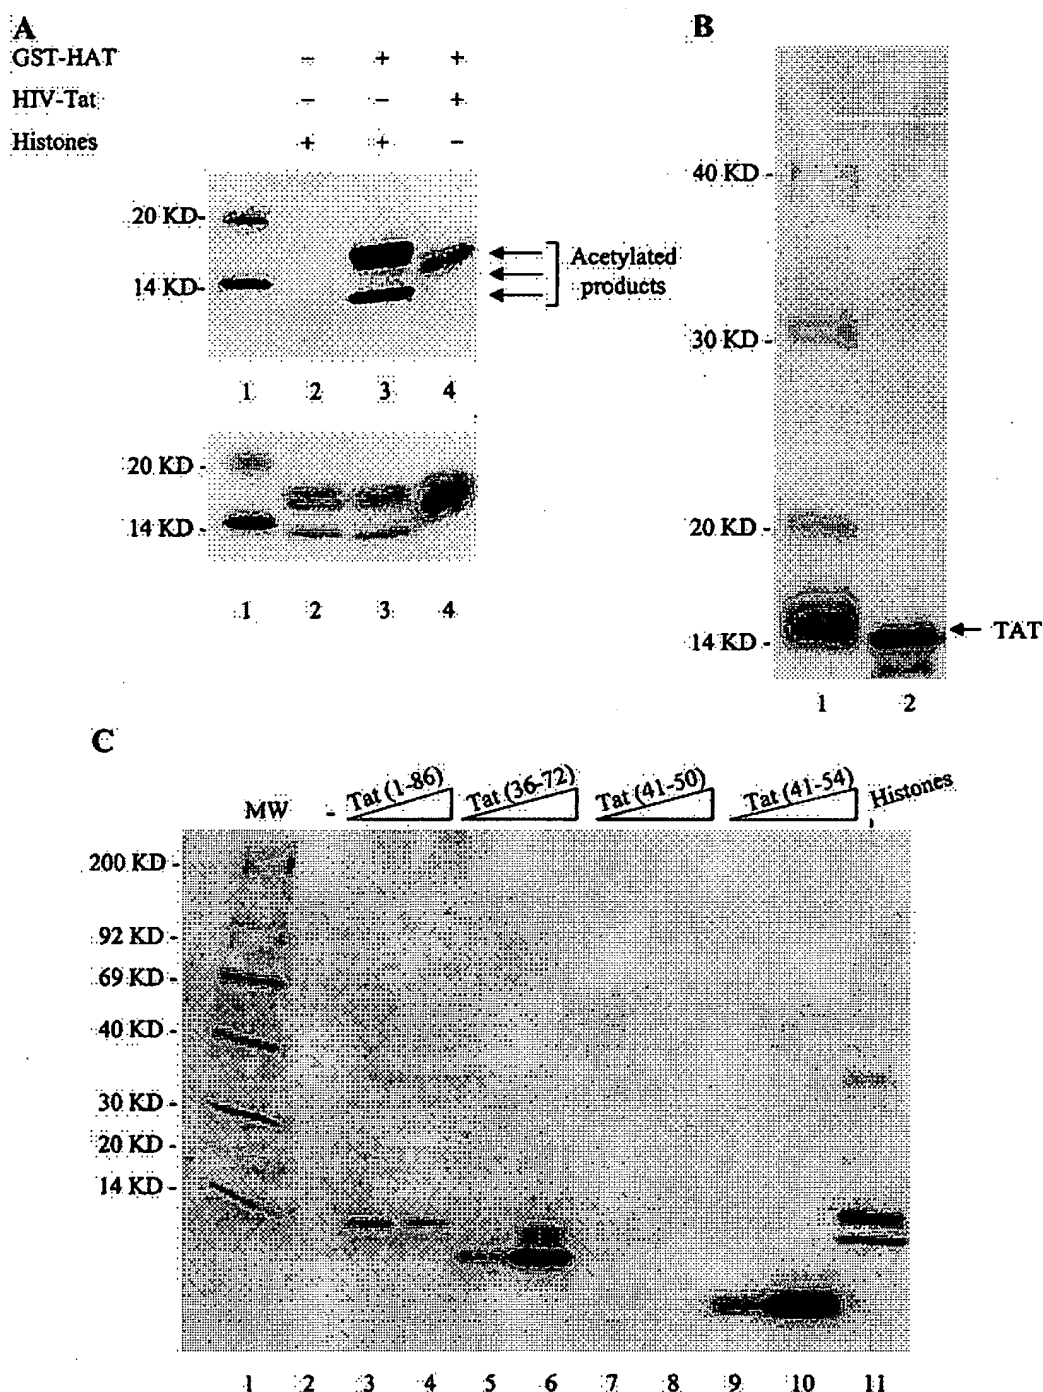 A
GST-HAT - + +
HIV-Tat - - +
Histones + + -
20 KD-
14 KD-
Acetylated
products
1 2 3 4
20 KD -
14 KD -
1 2 3 4
B
40 KD -
30 KD -
20 KD -
14 KD -
TAT
1 2
C
MW - Tat (1-86) Tat (36-72) Tat (41-50) Tat (41-54) Histones
200 KD -
92 KD -
69 KD -
40 KD -
30 KD -
20 KD -
14 KD -
1 2 3 4 5 6 7 8 9 10 11